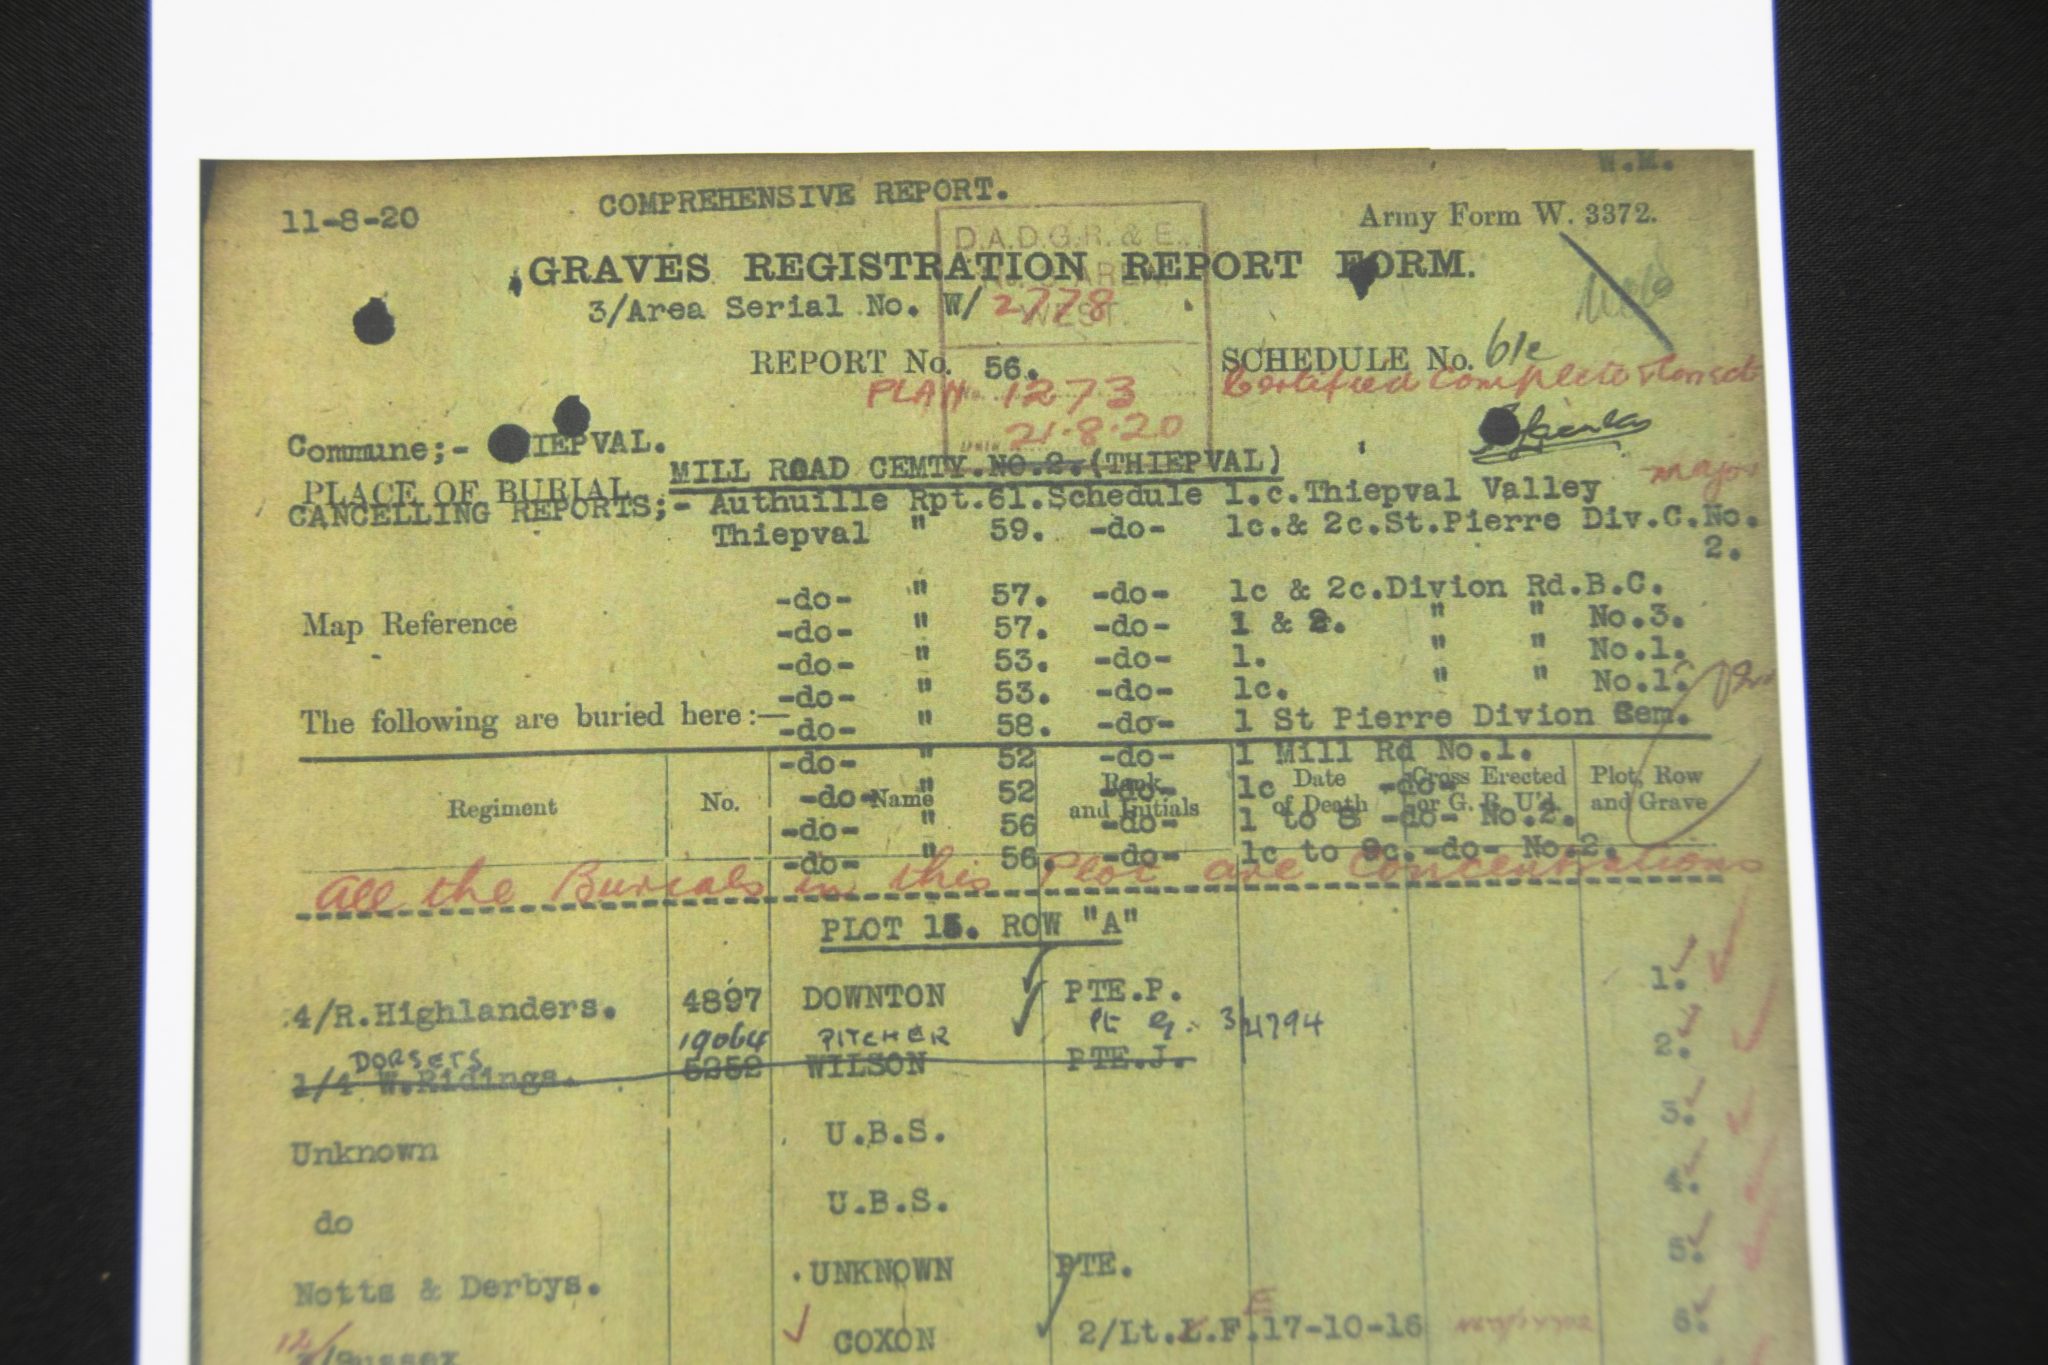 W.M.
11-8-20 COMPREHENSIVE REPORT. Army Form W. 3372.
D.A.D.G.R. & E.
GRAVES REGISTRATION REPORT FORM.
AREA
3/Area Serial No. W/ 2778
WEST.
REPORT No. 56. SCHEDULE No. 61e
PLAN No. 1273 Certified Complete & Correct
21.8.20
Commune;- THIEPVAL.
MILL ROAD CEMTY.NO.2.(THIEPVAL)
Major
PLACE OF BURIAL
CANCELLING REPORTS;- Authuille Rpt.61.Schedule 1.c.Thiepval Valley
Thiepval " 59. -do- 1c.& 2c.St.Pierre Div.C.No.
2.
-do- " 57. -do- 1c & 2c.Divion Rd.B.C.
Map Reference
-do- " 57. -do- 1 & 2. " " No.3.
-do- " 53. -do- 1. " " No.1.
-do- " 53. -do- 1c. " " No.1.
The following are buried here:—
-do- " 58. -do- 1 St Pierre Divion Cem.
-do- " 52 -do- 1 Mill Rd No.1.
-do- " 52 -do- 1c -do-
Regiment No. Name Rank and Initials Date of Death Cross Erected or G. R. U'd. Plot, Row and Grave
-do- " 56 -do- 1 to 8 -do- No.2.
-do- " 56. -do- 1c to 9c.-do- No.2.
All the Burials in this Plot are Concentrations
PLOT 15. ROW "A"
4/R.Highlanders. 4897 DOWNTON PTE.P. 1.
DORSETS 19064 PITCHER Pt G. 3/4794
1/4 W.Ridings. 5252 WILSON PTE.J. 2.
Unknown U.B.S. 3.
do U.B.S. 4.
Notts & Derbys. UNKNOWN PTE. 5.
E
COXON 2/Lt. F. 17-10-16 6.
12/
/Sussex